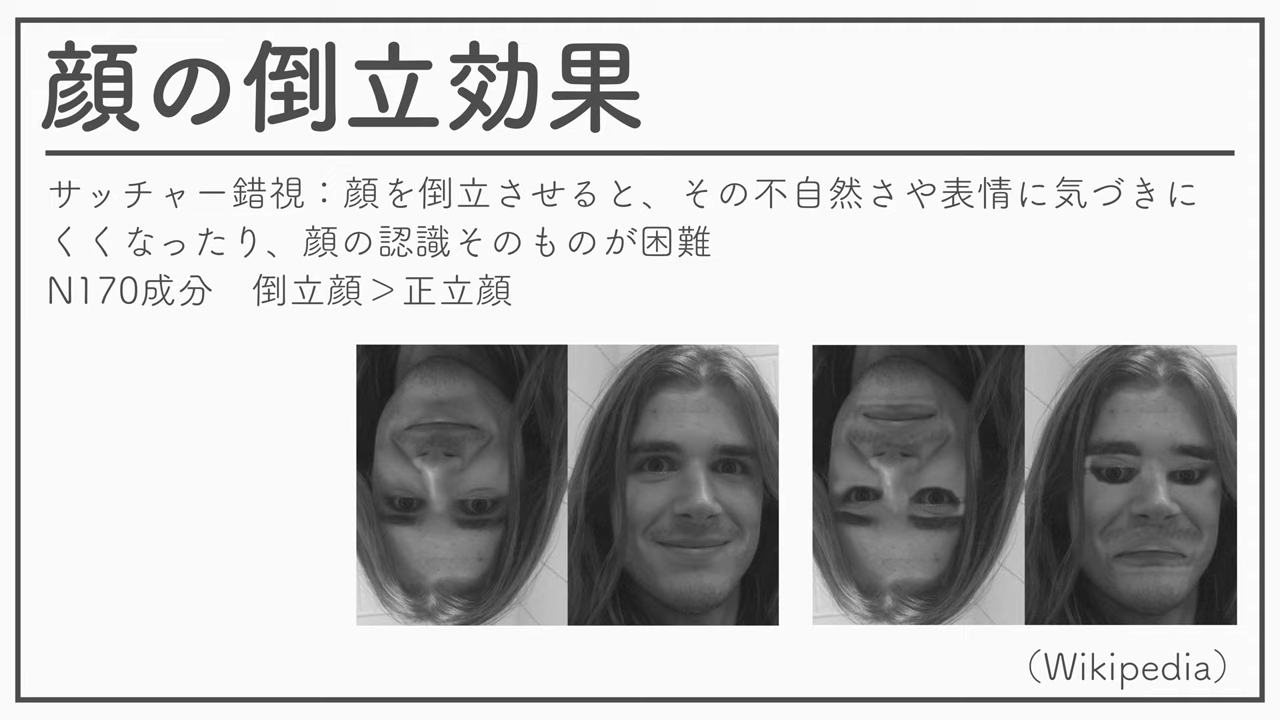 顔の倒立効果
サッチャー錯視：顔を倒立させると、その不自然さや表情に気づきに
くくなったり、顔の認識そのものが困難
N170成分　倒立顔＞正立顔
（Wikipedia）